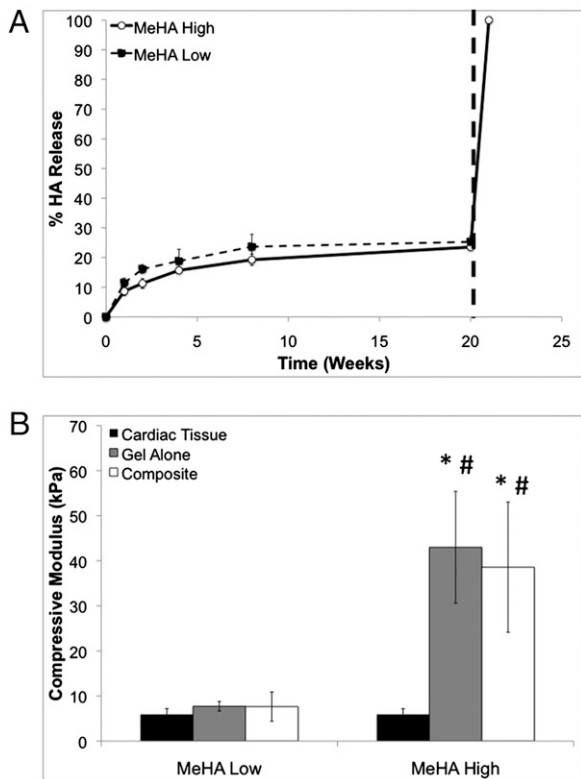 A
MeHA High
MeHA Low
% HA Release
100
90
80
70
60
50
40
30
20
10
0
0 5 10 15 20 25
Time (Weeks)
B
Cardiac Tissue
Gel Alone
Composite
* #
* #
Compressive Modulus (kPa)
70
60
50
40
30
20
10
0
MeHA Low MeHA High